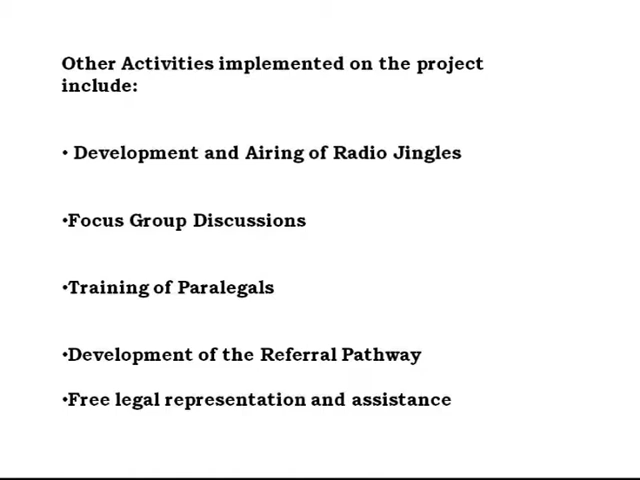 Other Activities implemented on the project
include:
• Development and Airing of Radio Jingles
•Focus Group Discussions
•Training of Paralegals
•Development of the Referral Pathway
•Free legal representation and assistance